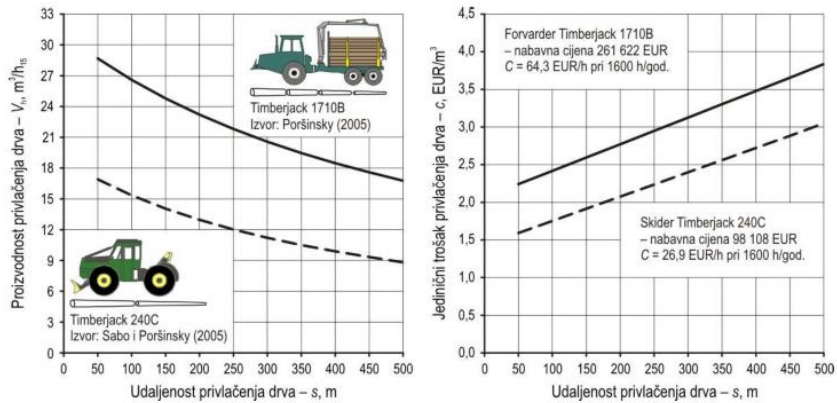 Proizvodnost privlačenja drva – Vₕ, m³/h₁₅
33
30
27
24
21
18
15
12
9
6
3
0
Timberjack 1710B
Izvor: Poršinsky (2005)
Timberjack 240C
Izvor: Sabo i Poršinsky (2005)
0 50 100 150 200 250 300 350 400 450 500
Udaljenost privlačenja drva – s, m
Jedinični trošak privlačenja drva – c, EUR/m³
4,5
4,0
3,5
3,0
2,5
2,0
1,5
1,0
0,5
0,0
Forvarder Timberjack 1710B
– nabavna cijena 261 622 EUR
C = 64,3 EUR/h pri 1600 h/god.
Skider Timberjack 240C
– nabavna cijena 98 108 EUR
C = 26,9 EUR/h pri 1600 h/god.
0 50 100 150 200 250 300 350 400 450 500
Udaljenost privlačenja drva – s, m